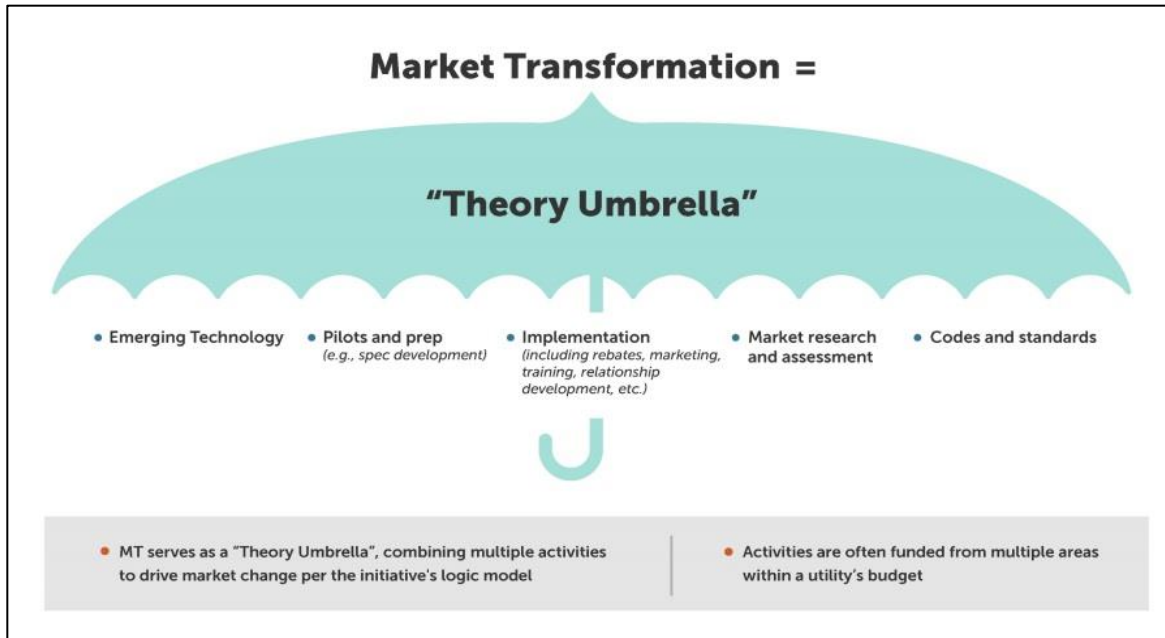 Market Transformation =
“Theory Umbrella”
• Emerging Technology
• Pilots and prep
(e.g., spec development)
• Implementation
(including rebates, marketing,
training, relationship
development, etc.)
• Market research
and assessment
• Codes and standards
• MT serves as a “Theory Umbrella”, combining multiple activities
to drive market change per the initiative's logic model
• Activities are often funded from multiple areas
within a utility’s budget